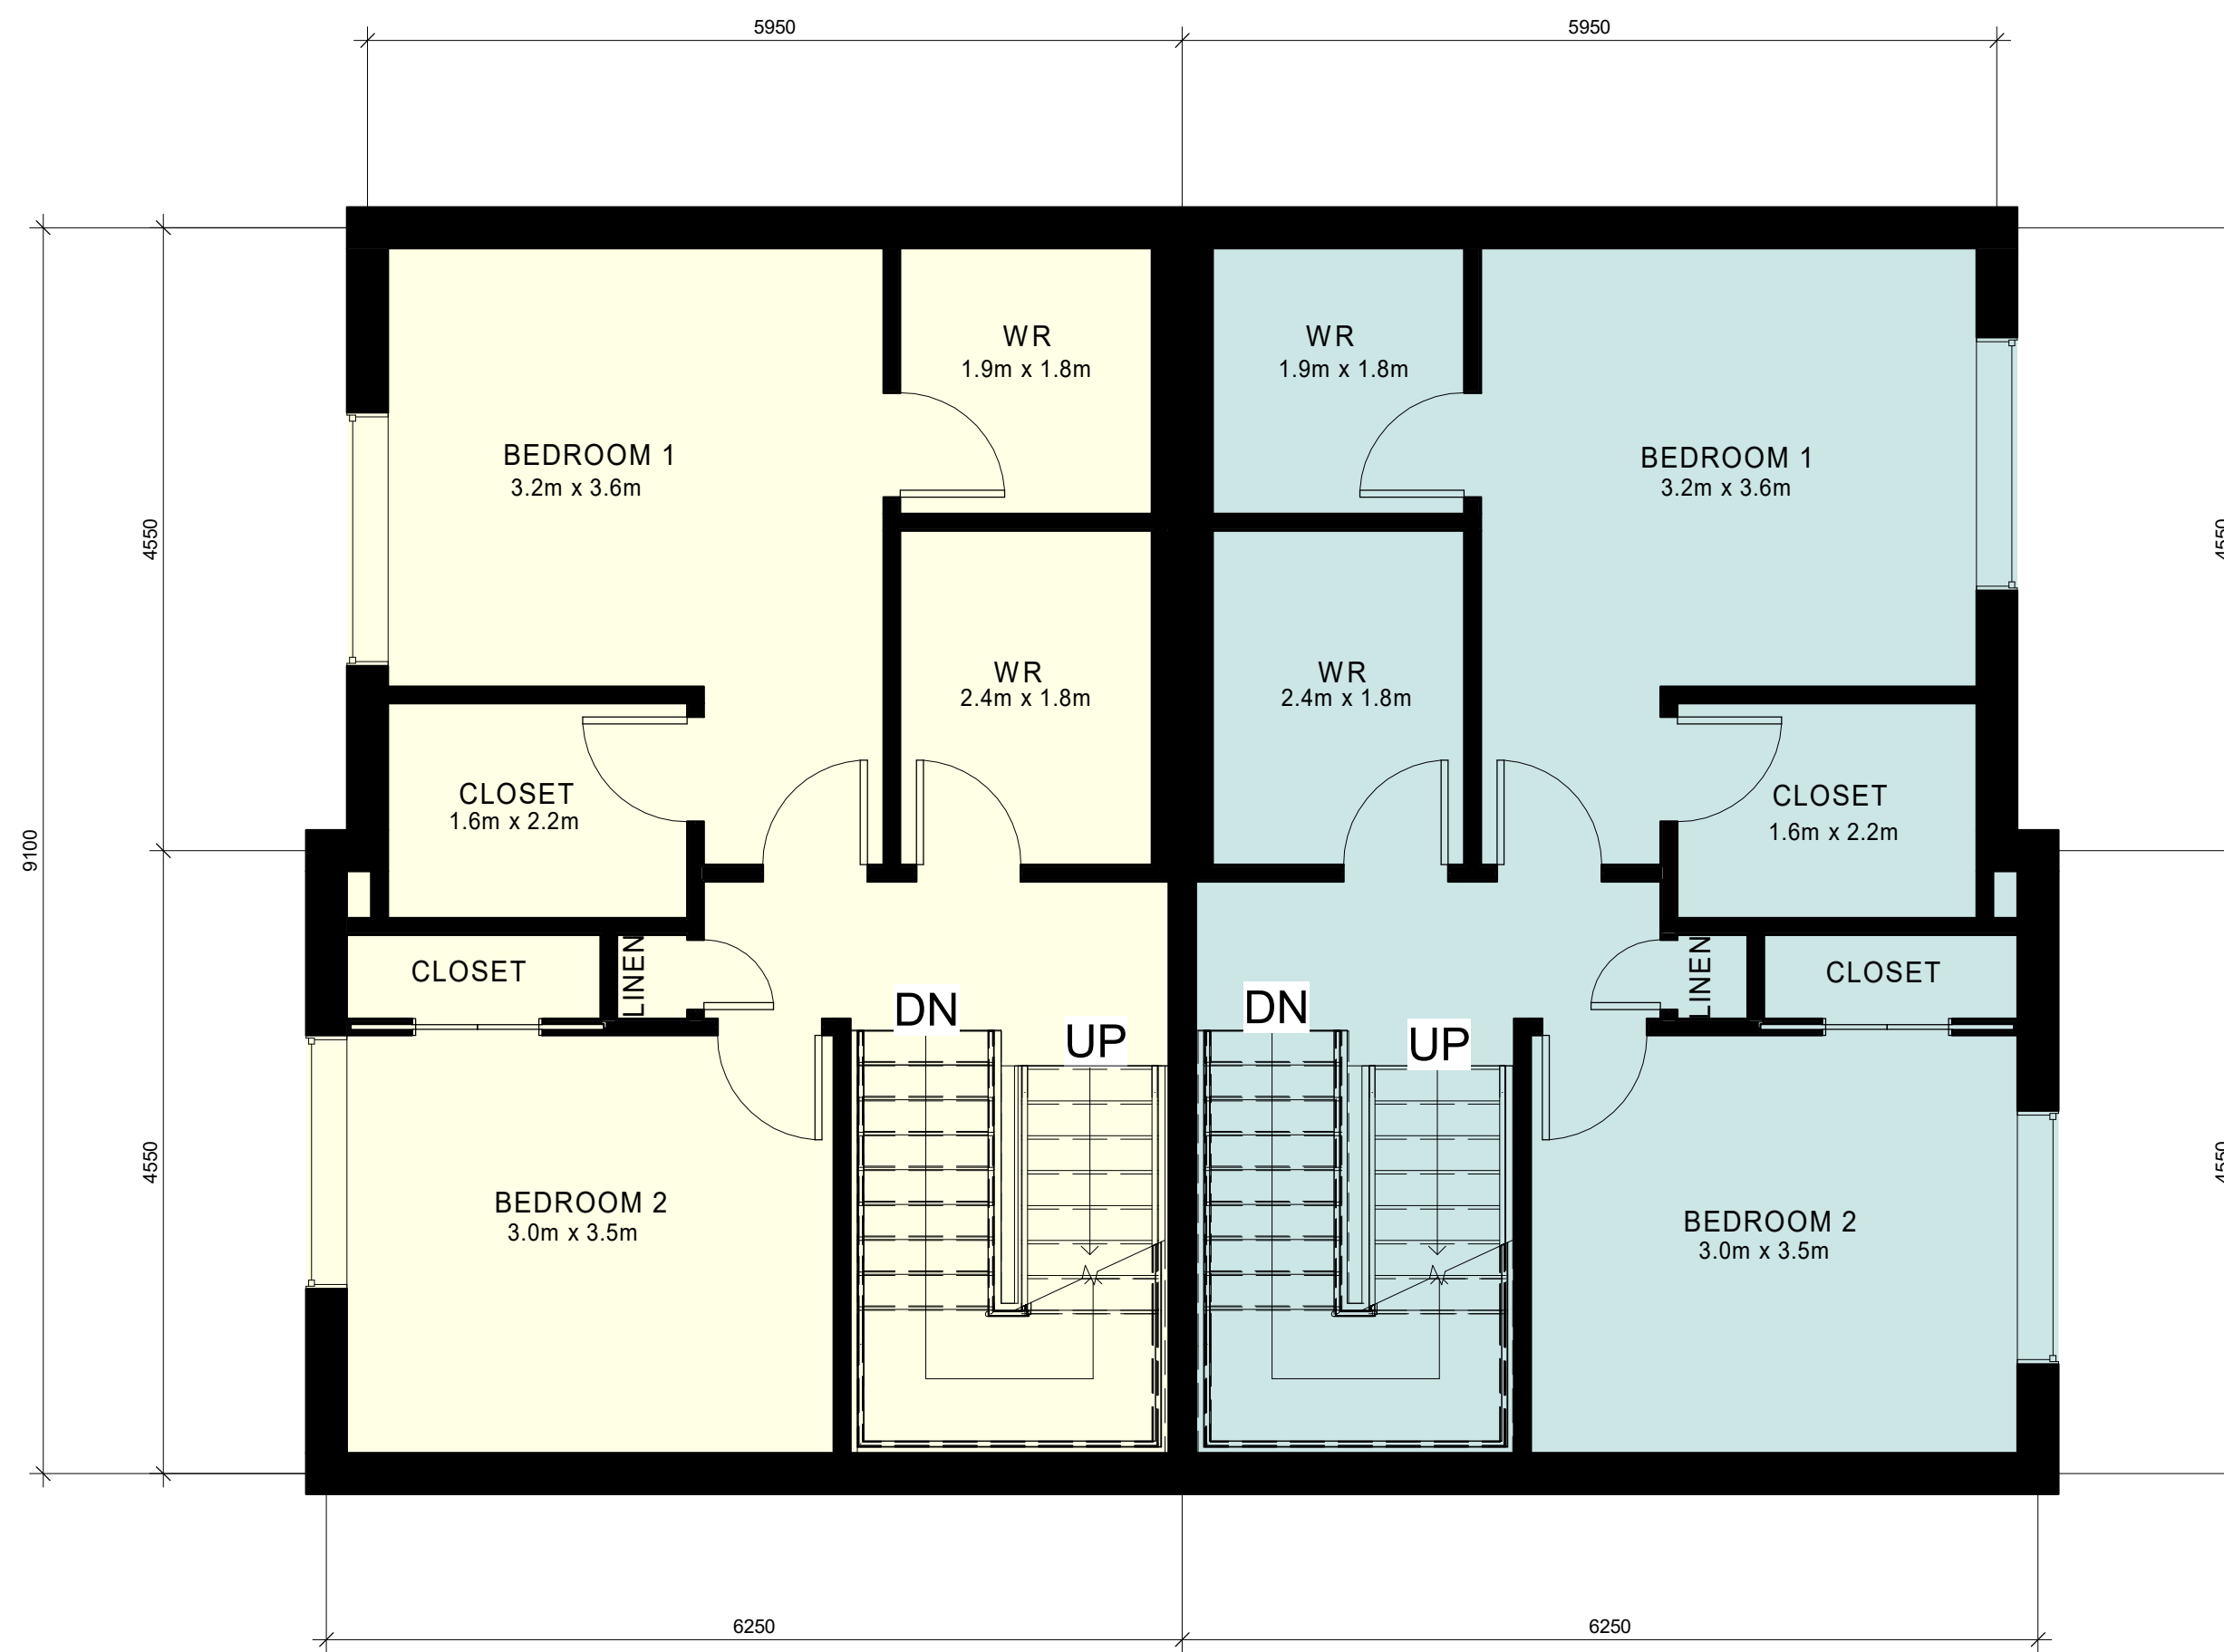 5950
5950
WR
1.9m x 1.8m
WR
1.9m x 1.8m
BEDROOM 1
3.2m x 3.6m
BEDROOM 1
3.2m x 3.6m
4550
4550
WR
2.4m x 1.8m
WR
2.4m x 1.8m
CLOSET
1.6m x 2.2m
CLOSET
1.6m x 2.2m
9100
CLOSET
LINEN
LINEN
CLOSET
DN
UP
DN
UP
4550
4550
BEDROOM 2
3.0m x 3.5m
BEDROOM 2
3.0m x 3.5m
6250
6250